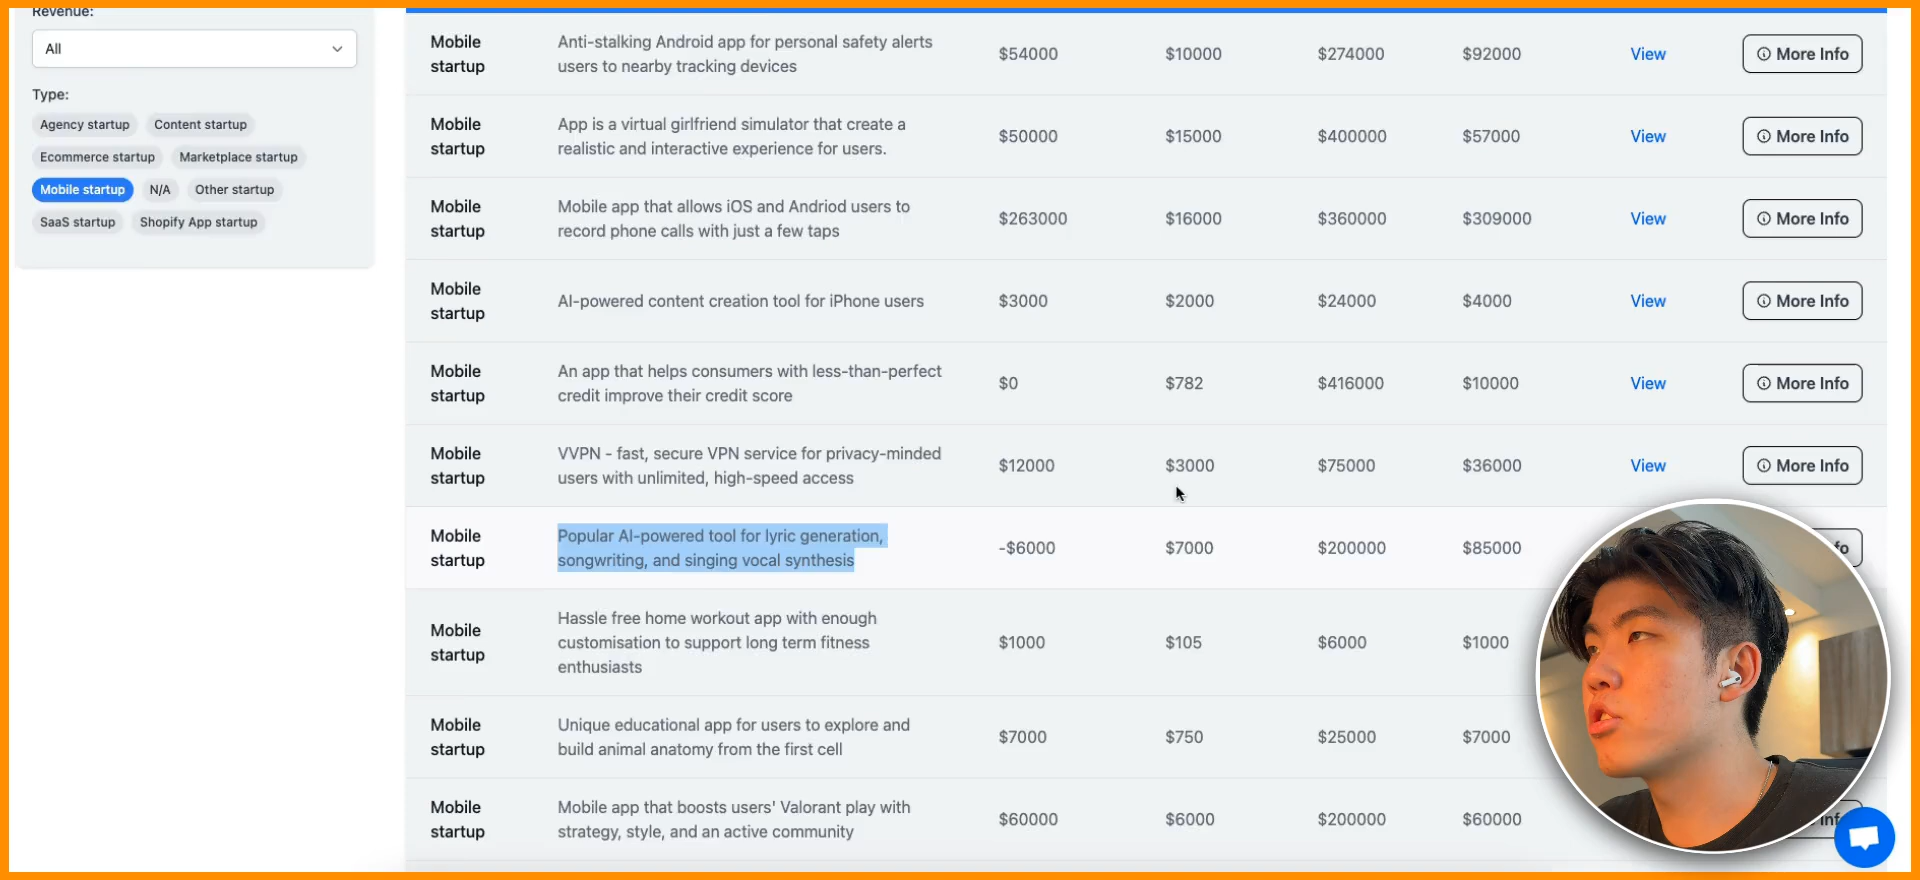 Revenue:
All
Type:
Agency startup Content startup
Ecommerce startup Marketplace startup
Mobile startup N/A Other startup
SaaS startup Shopify App startup
Mobile startup
Anti-stalking Android app for personal safety alerts
users to nearby tracking devices
$54000 $10000 $274000 $92000 View More Info
Mobile startup
App is a virtual girlfriend simulator that create a
realistic and interactive experience for users.
$50000 $15000 $400000 $57000 View More Info
Mobile startup
Mobile app that allows iOS and Andriod users to
record phone calls with just a few taps
$263000 $16000 $360000 $309000 View More Info
Mobile startup
AI-powered content creation tool for iPhone users
$3000 $2000 $24000 $4000 View More Info
Mobile startup
An app that helps consumers with less-than-perfect
credit improve their credit score
$0 $782 $416000 $10000 View More Info
Mobile startup
VVPN - fast, secure VPN service for privacy-minded
users with unlimited, high-speed access
$12000 $3000 $75000 $36000 View More Info
Mobile startup
Popular AI-powered tool for lyric generation,
songwriting, and singing vocal synthesis
-$6000 $7000 $200000 $85000
Mobile startup
Hassle free home workout app with enough
customisation to support long term fitness
enthusiasts
$1000 $105 $6000 $1000
Mobile startup
Unique educational app for users to explore and
build animal anatomy from the first cell
$7000 $750 $25000 $7000
Mobile startup
Mobile app that boosts users' Valorant play with
strategy, style, and an active community
$60000 $6000 $200000 $60000